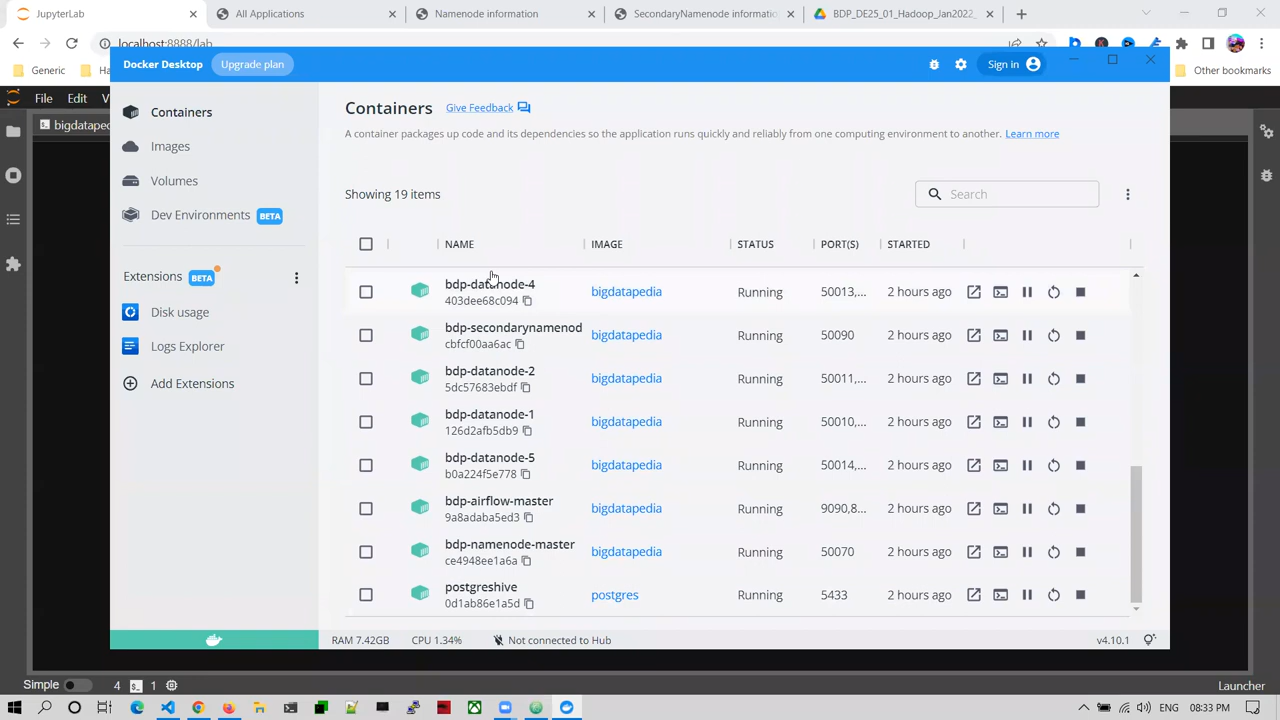 JupyterLab
All Applications
Namenode information
SecondaryNamenode informatio
BDP_DE25_01_Hadoop_Jan2022_
localhost:8888/lab
Generic
Ha
Other bookmarks
File
Edit
V
bigdataped
Docker Desktop
Upgrade plan
Sign in
Containers
Images
Volumes
Dev Environments BETA
Extensions BETA
Disk usage
Logs Explorer
Add Extensions
Containers Give Feedback
A container packages up code and its dependencies so the application runs quickly and reliably from one computing environment to another. Learn more
Showing 19 items
Search
NAME IMAGE STATUS PORT(S) STARTED
bdp-datanode-4
403dee68c094
bigdatapedia Running 50013,... 2 hours ago
bdp-secondarynamenod
cbfcf00aa6ac
bigdatapedia Running 50090 2 hours ago
bdp-datanode-2
5dc57683ebdf
bigdatapedia Running 50011,... 2 hours ago
bdp-datanode-1
126d2afb5db9
bigdatapedia Running 50010,... 2 hours ago
bdp-datanode-5
b0a224f5e778
bigdatapedia Running 50014,... 2 hours ago
bdp-airflow-master
9a8adaba5ed3
bigdatapedia Running 9090,8... 2 hours ago
bdp-namenode-master
ce4948ee1a6a
bigdatapedia Running 50070 2 hours ago
postgreshive
0d1ab86e1a5d
postgres Running 5433 2 hours ago
RAM 7.42GB CPU 1.34% Not connected to Hub v4.10.1
Simple 4 1 Launcher
ENG 08:33 PM